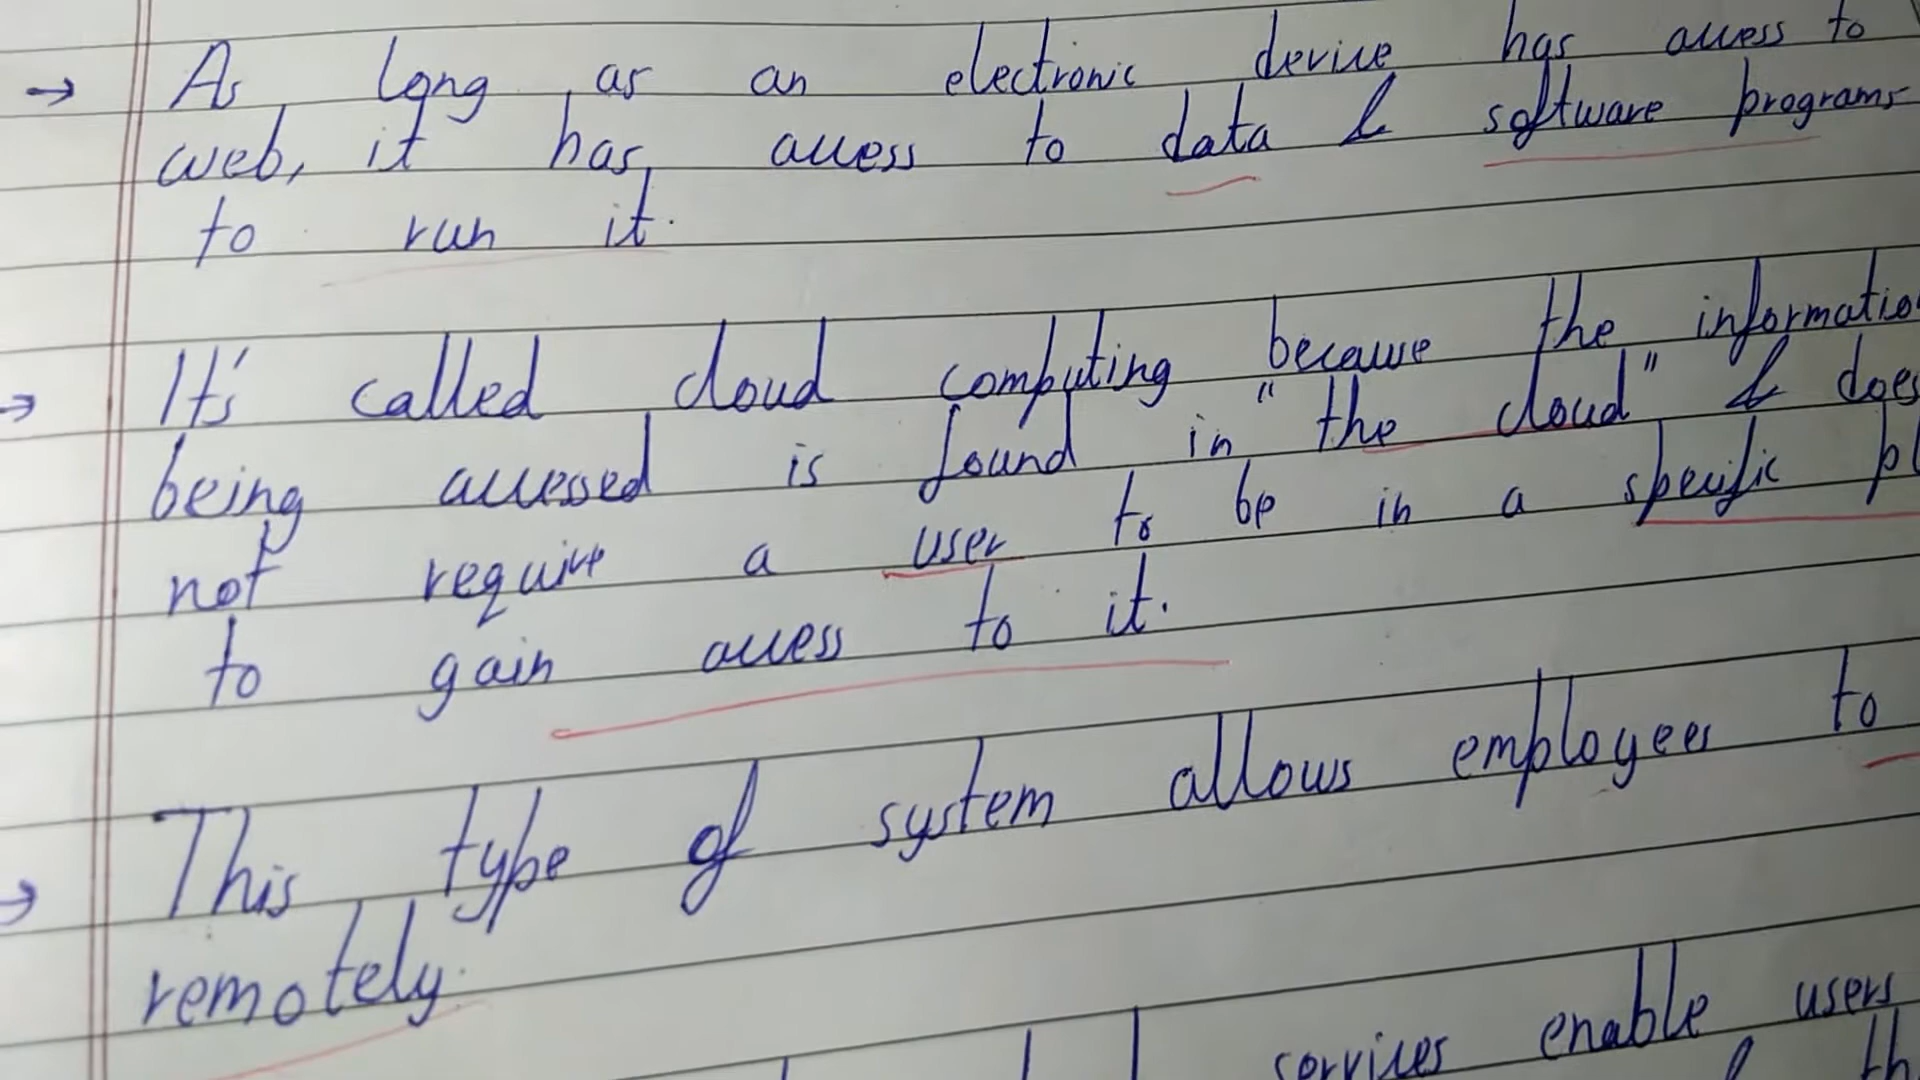 → As long as an electronic device has access to
web, it has access to data & software programs
to run it.
→ It's called cloud computing because the informatio
being accessed is found in "the cloud" & does
not require a user to be in a specific pl
to gain access to it.
→ This type of system allows employees to
remotely.
services enable users
th